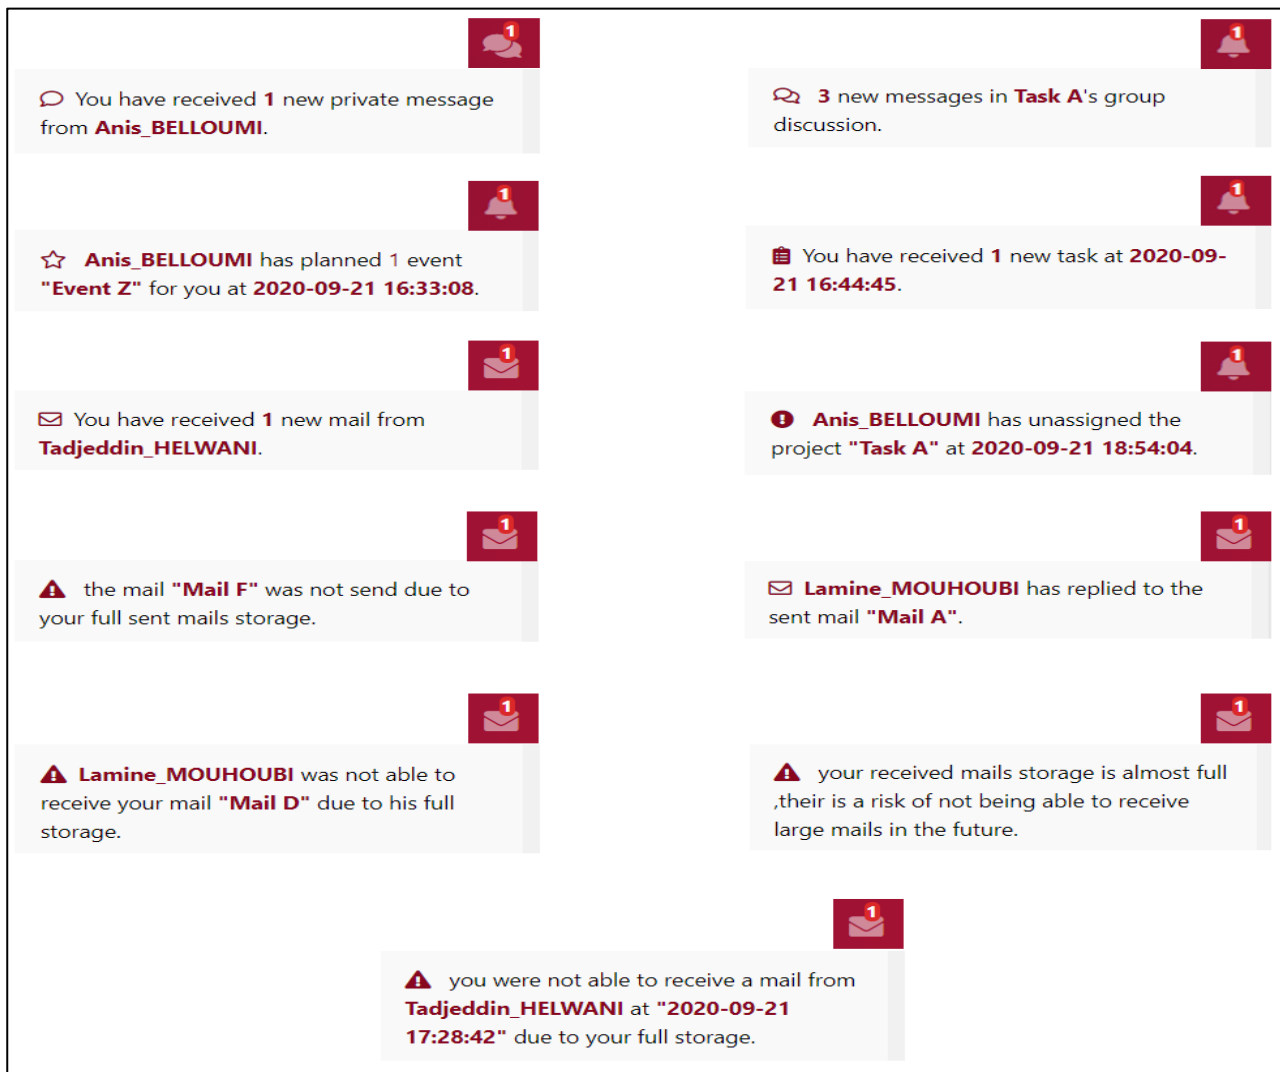 1
You have received 1 new private message
from Anis_BELLOUMI.
1
3 new messages in Task A's group
discussion.
1
Anis_BELLOUMI has planned 1 event
"Event Z" for you at 2020-09-21 16:33:08.
1
You have received 1 new task at 2020-09-
21 16:44:45.
1
You have received 1 new mail from
Tadjeddin_HELWANI.
1
Anis_BELLOUMI has unassigned the
project "Task A" at 2020-09-21 18:54:04.
1
the mail "Mail F" was not send due to
your full sent mails storage.
1
Lamine_MOUHOUBI has replied to the
sent mail "Mail A".
1
Lamine_MOUHOUBI was not able to
receive your mail "Mail D" due to his full
storage.
1
your received mails storage is almost full
,their is a risk of not being able to receive
large mails in the future.
1
you were not able to receive a mail from
Tadjeddin_HELWANI at "2020-09-21
17:28:42" due to your full storage.